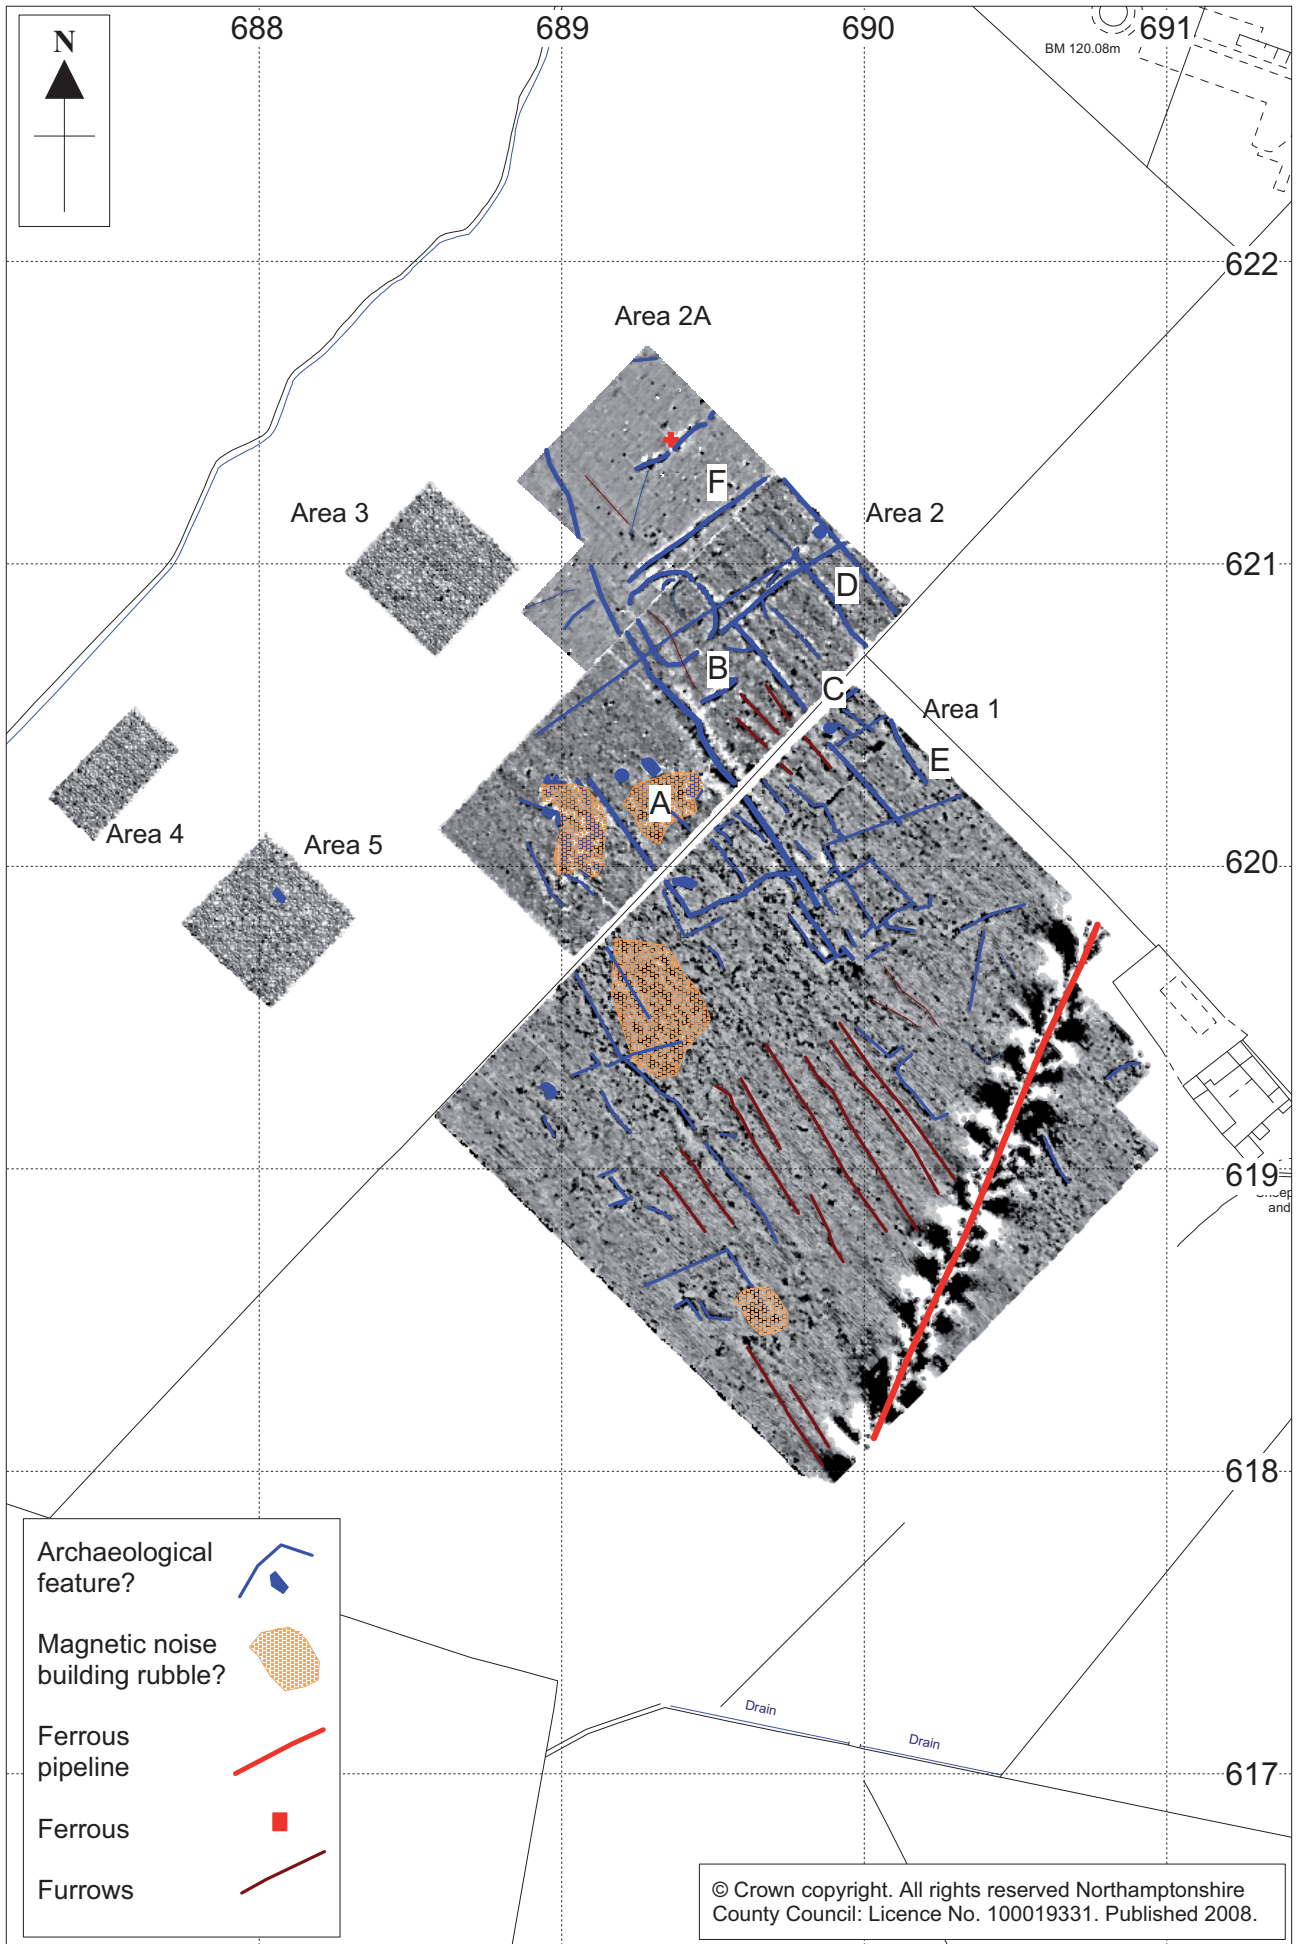 688
689
690
691
N
BM 120.08m
622
Area 2A
F
Area 3
Area 2
621
D
B
C
Area 1
E
A
Area 4
Area 5
620
619
and
618
Archaeological
feature?
Magnetic noise
building rubble?
Ferrous
pipeline
Ferrous
Furrows
Drain
Drain
617
© Crown copyright. All rights reserved Northamptonshire
County Council: Licence No. 100019331. Published 2008.